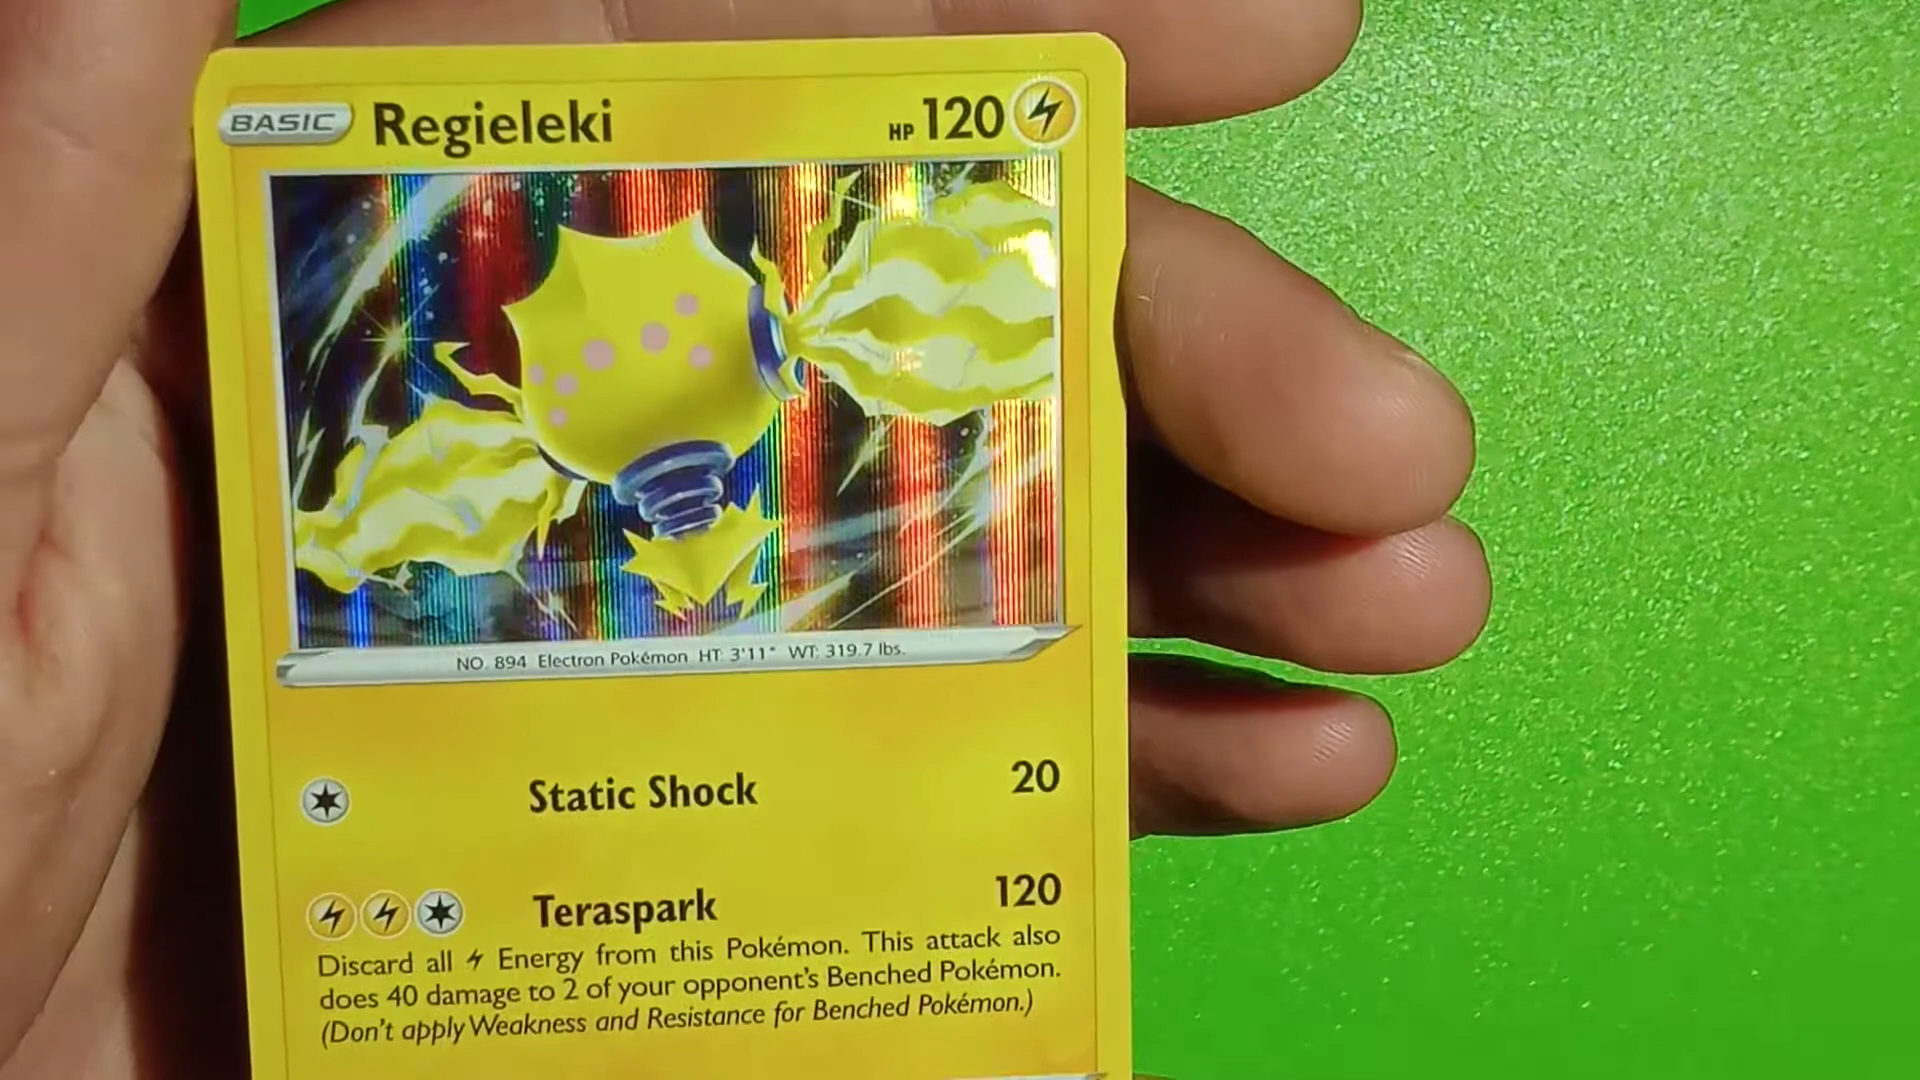 BASIC Regieleki HP 120
NO. 894 Electron Pokémon HT: 3'11" WT: 319.7 lbs.
Static Shock 20
Teraspark 120
Discard all Energy from this Pokémon. This attack also
does 40 damage to 2 of your opponent's Benched Pokémon.
(Don't apply Weakness and Resistance for Benched Pokémon.)